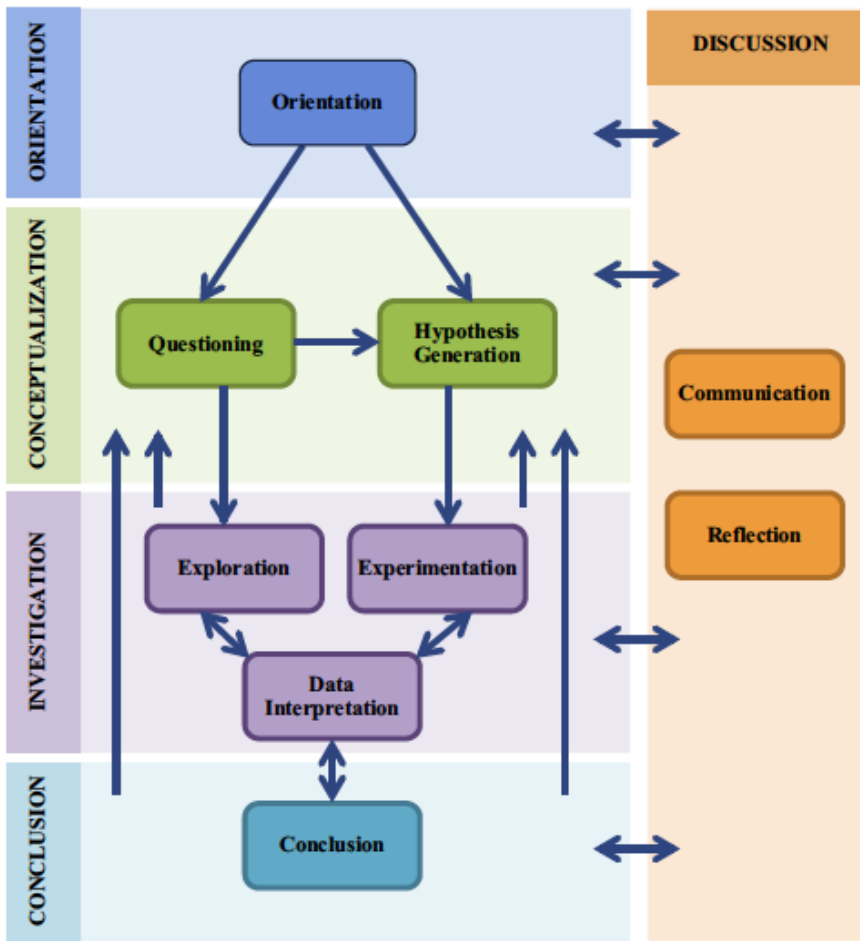 DISCUSSION
ORIENTATION
Orientation
CONCEPTUALIZATION
Questioning
Hypothesis
Generation
Communication
Reflection
INVESTIGATION
Exploration
Experimentation
Data
Interpretation
CONCLUSION
Conclusion